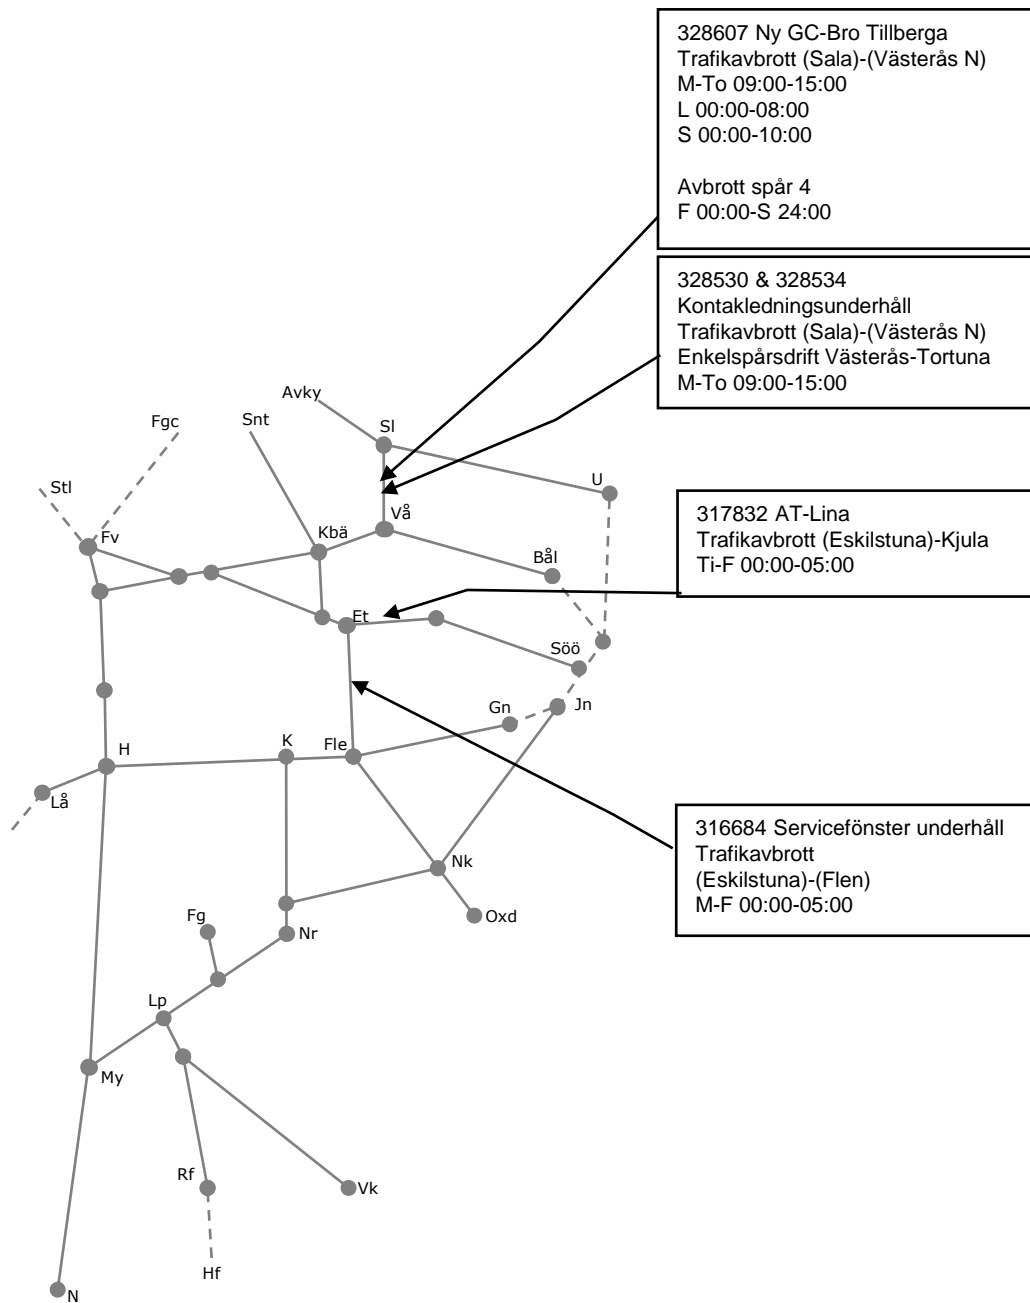 328607 Ny GC-Bro Tillberga
Trafikavbrott (Sala)-(Västerås N)
M-To 09:00-15:00
L 00:00-08:00
S 00:00-10:00
Avbrott spår 4
F 00:00-S 24:00
328530 & 328534
Kontakledningsunderhåll
Trafikavbrott (Sala)-(Västerås N)
Enkelspårsdrift Västerås-Tortuna
M-To 09:00-15:00
Avky
Fgc
Snt
Sl
U
Stl
Vå
Fv
Kbä
Bål
317832 AT-Lina
Trafikavbrott (Eskilstuna)-Kjula
Ti-F 00:00-05:00
Et
Söö
Gn
Jn
H
K
Fle
Lå
316684 Servicefönster underhåll
Trafikavbrott
(Eskilstuna)-(Flen)
M-F 00:00-05:00
Nk
Fg
Oxd
Nr
Lp
My
Rf
Vk
Hf
N